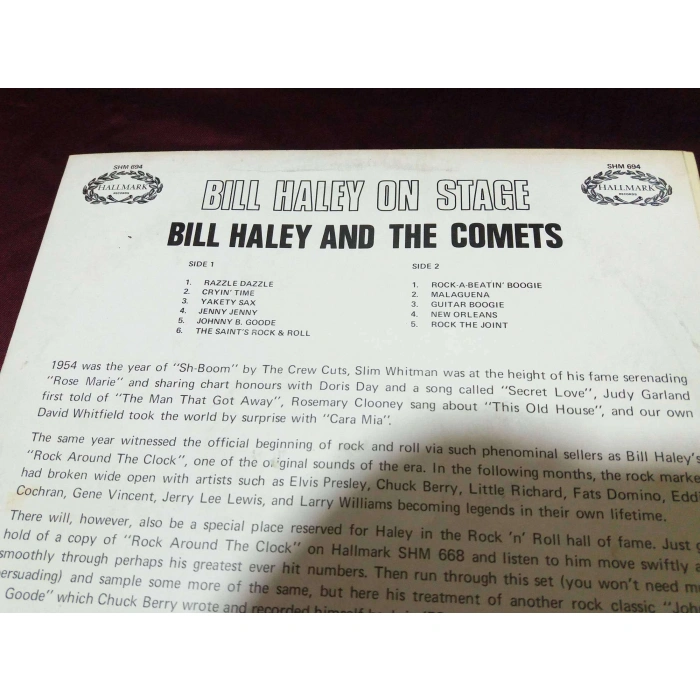 SHM 694
SHM 694
HALLMARK
RECORDS
HALLMARK
RECORDS
BILL HALEY ON STAGE
BILL HALEY AND THE COMETS
SIDE 1
1. RAZZLE DAZZLE
2. CRYIN' TIME
3. YAKETY SAX
4. JENNY JENNY
5. JOHNNY B. GOODE
6. THE SAINT'S ROCK & ROLL
SIDE 2
1. ROCK-A-BEATIN' BOOGIE
2. MALAGUENA
3. GUITAR BOOGIE
4. NEW ORLEANS
5. ROCK THE JOINT
1954 was the year of "Sh-Boom" by The Crew Cuts, Slim Whitman was at the height of his fame serenading
"Rose Marie" and sharing chart honours with Doris Day and a song called "Secret Love", Judy Garland
first told of "The Man That Got Away", Rosemary Clooney sang about "This Old House", and our own
David Whitfield took the world by surprise with "Cara Mia".
The same year witnessed the official beginning of rock and roll via such phenominal sellers as Bill Haley's
"Rock Around The Clock", one of the original sounds of the era. In the following months, the rock marke
had broken wide open with artists such as Elvis Presley, Chuck Berry, Little Richard, Fats Domino, Eddi
Cochran, Gene Vincent, Jerry Lee Lewis, and Larry Williams becoming legends in their own lifetime.
There will, however, also be a special place reserved for Haley in the Rock 'n' Roll hall of fame. Just g
hold of a copy of "Rock Around The Clock" on Hallmark SHM 668 and listen to him move swiftly a
smoothly through perhaps his greatest ever hit numbers. Then run through this set (you won't need m
ersuading) and sample some more of the same, but here his treatment of another rock classic "John
Goode" which Chuck Berry wrote and recorded himself